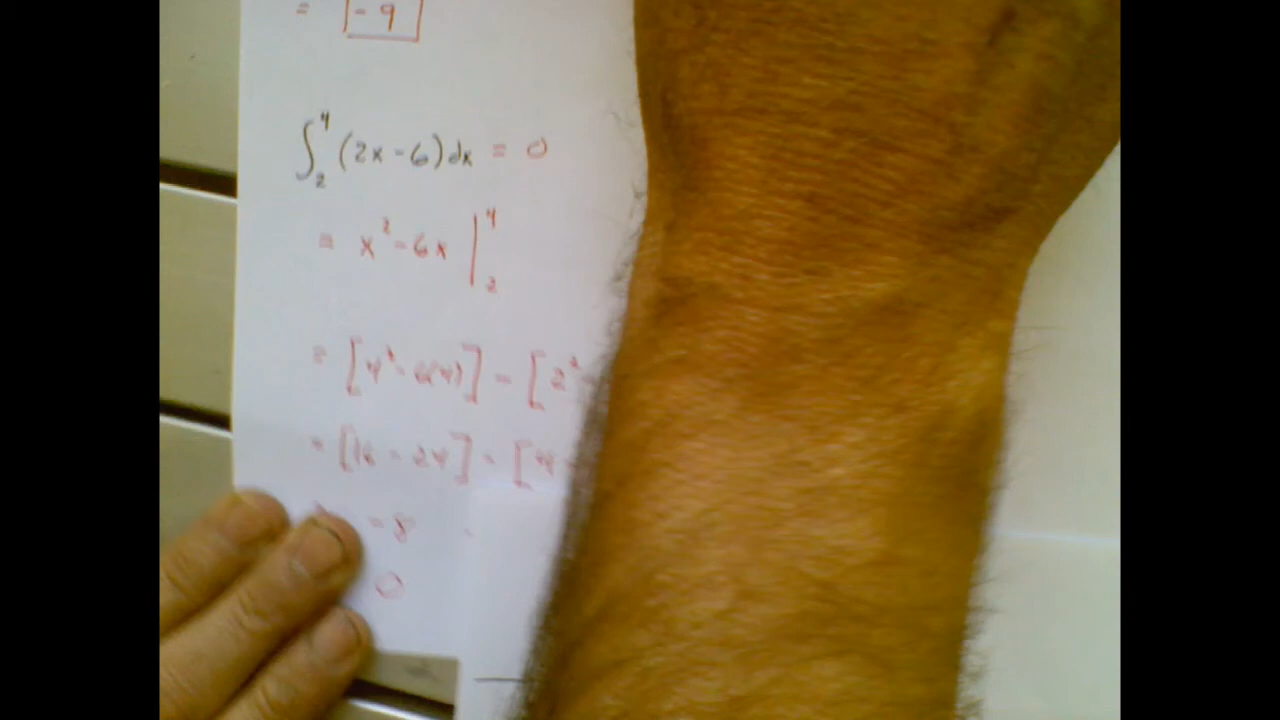 = -9
∫₂⁴ (2x - 6) dx = 0
= x² - 6x |₂⁴
= [4² - 6(4)] - [2²
= [16 - 24] - [4
= -8 -
0